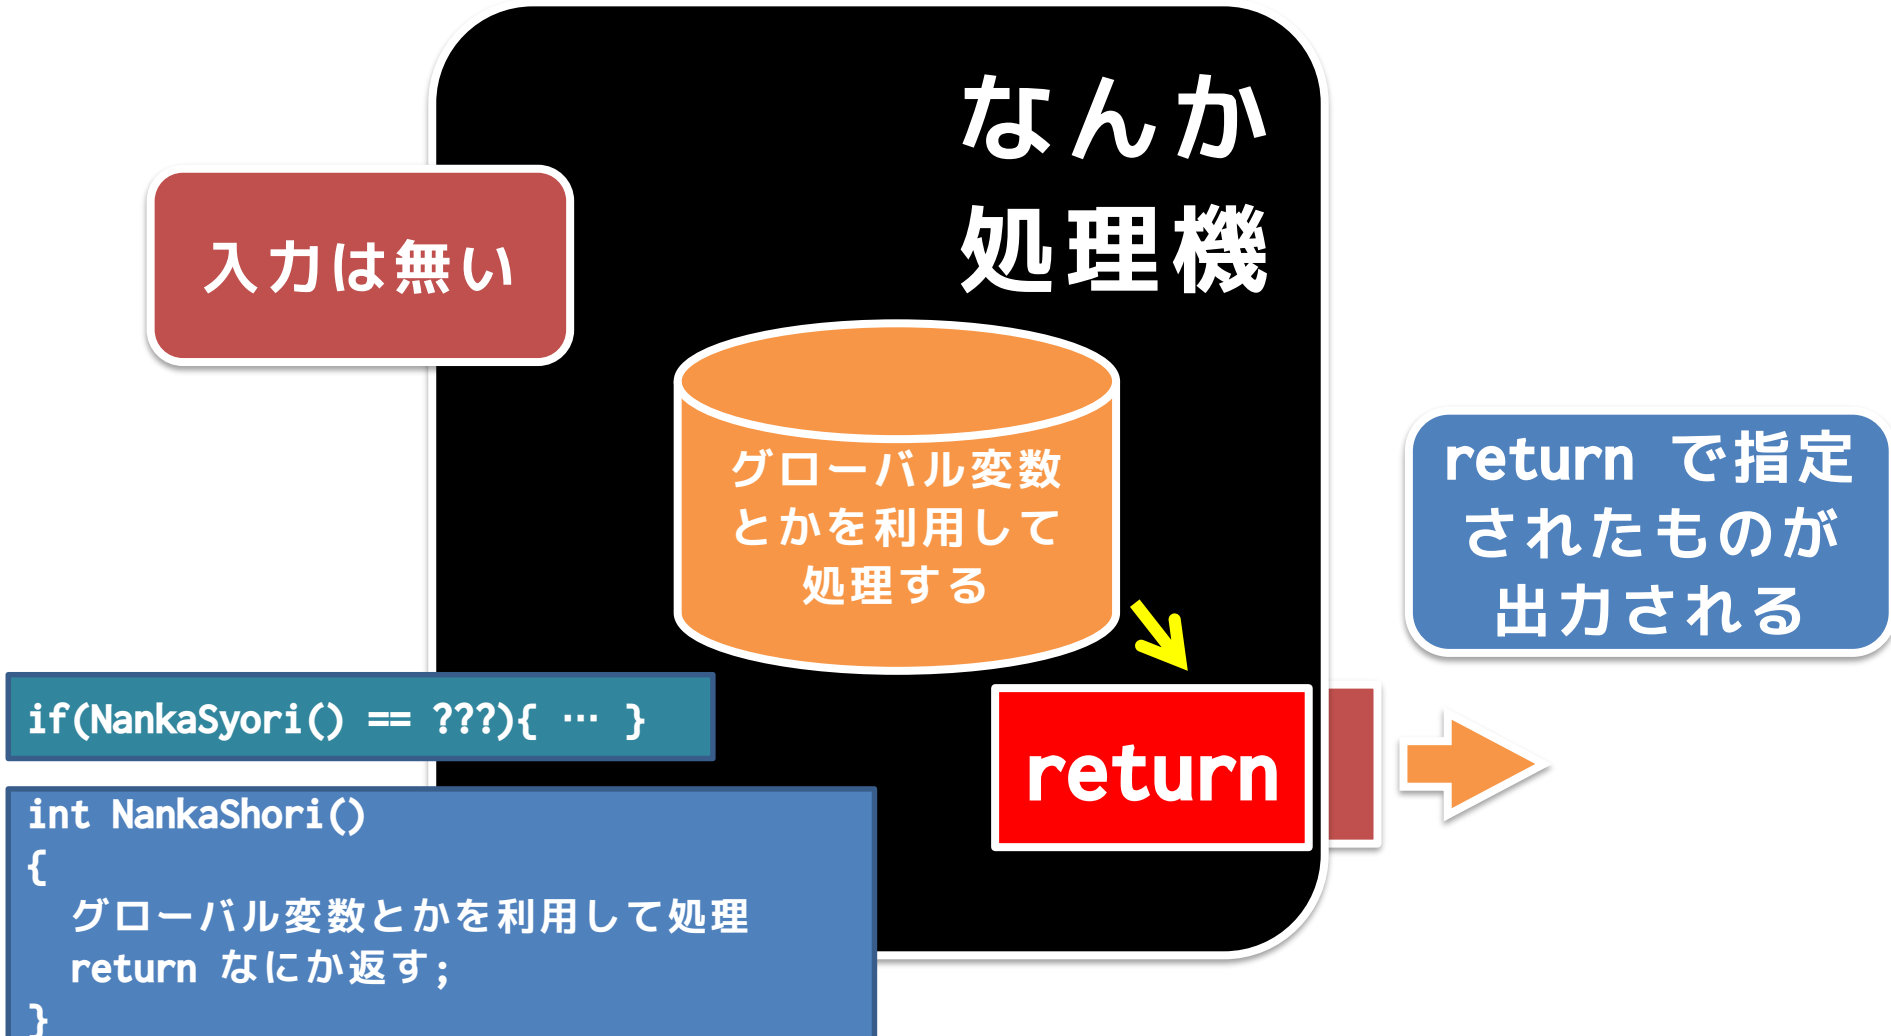 なんか
処理機
入力は無い
グローバル変数
とかを利用して
処理する
return で指定
されたものが
出力される
return
if(NankaSyori() == ???){ … }
int NankaShori()
{
グローバル変数とかを利用して処理
return なにか返す;
}